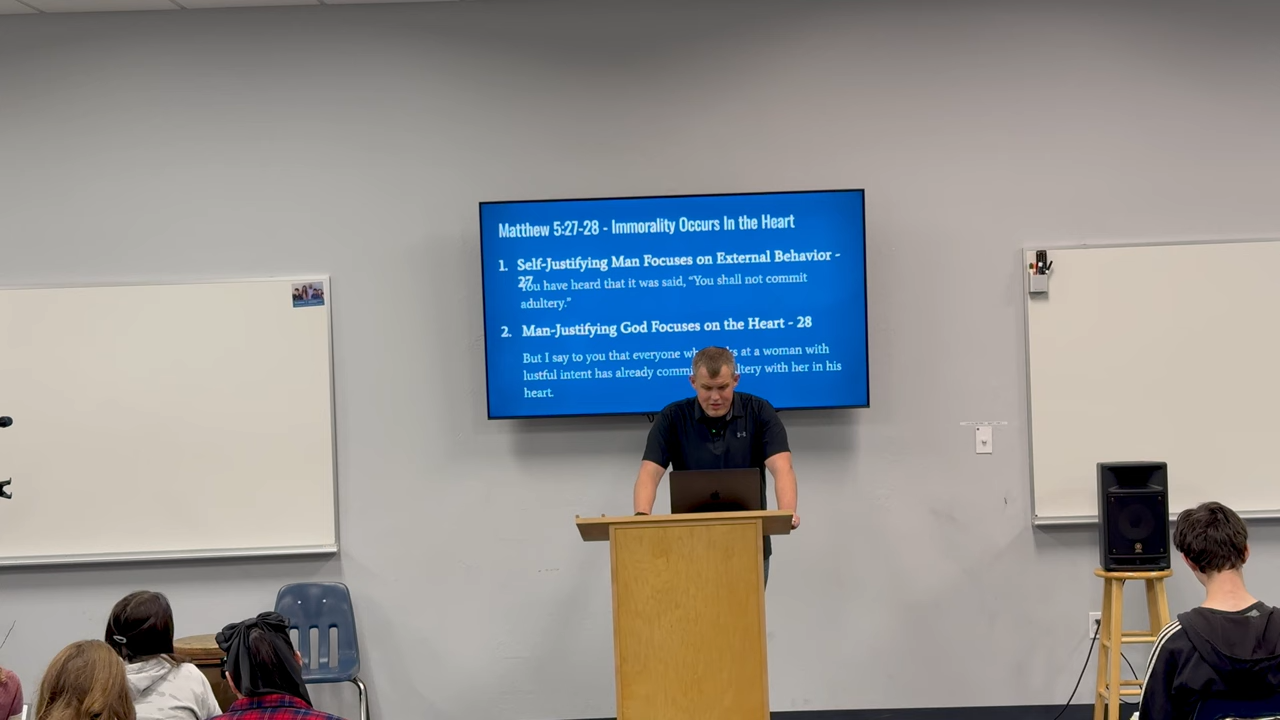 Matthew 5:27-28 - Immorality Occurs In the Heart
1. Self-Justifying Man Focuses on External Behavior -
27
You have heard that it was said, “You shall not commit
adultery.”
2. Man-Justifying God Focuses on the Heart - 28
But I say to you that everyone at a woman with
lustful intent has already with her in his
heart.